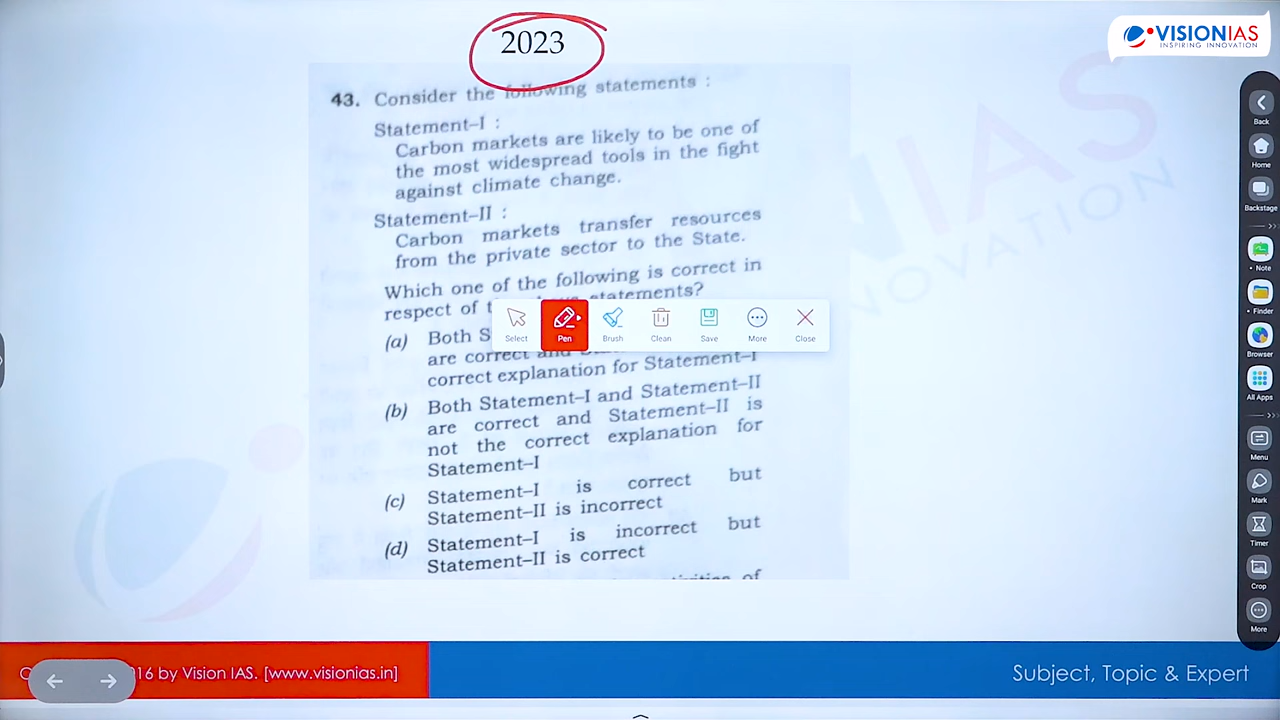 2023
VISIONIAS
INSPIRING INNOVATION
43. Consider the following statements :
Statement–I :
Carbon markets are likely to be one of
the most widespread tools in the fight
against climate change.
Statement–II :
Carbon markets transfer resources
from the private sector to the State.
Which one of the following is correct in
respect of statements?
(a) Both S
are correct and
correct explanation for Statement–I
(b) Both Statement–I and Statement–II
are correct and Statement–II is
not the correct explanation for
Statement–I
(c) Statement–I is correct but
Statement–II is incorrect
(d) Statement–I is incorrect but
Statement–II is correct
of
Select
Pen
Brush
Clean
Save
More
Close
Back
Home
Backstage
Note
Finder
Browser
All Apps
Menu
Mark
Timer
Crop
More
IAS
NOVATION
16 by Vision IAS. [www.visionias.in]
Subject, Topic & Expert